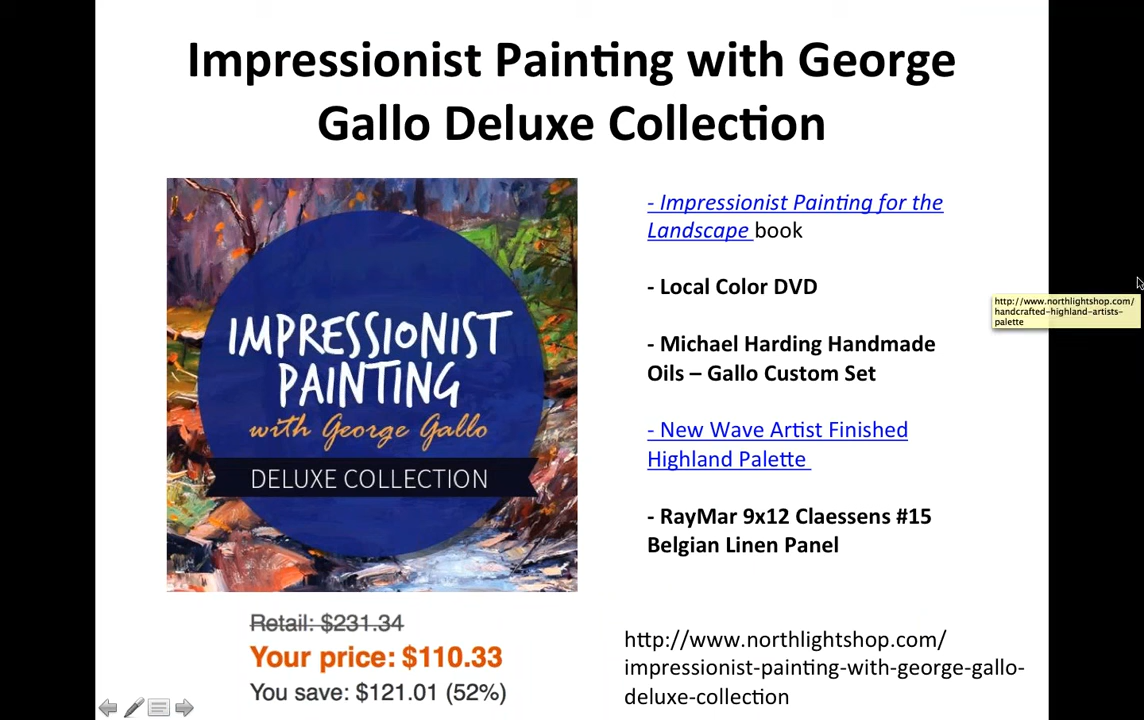 Impressionist Painting with George
Gallo Deluxe Collection
IMPRESSIONIST
PAINTING
with George Gallo
DELUXE COLLECTION
- Impressionist Painting for the
Landscape book
- Local Color DVD
- Michael Harding Handmade
Oils – Gallo Custom Set
- New Wave Artist Finished
Highland Palette
- RayMar 9x12 Claessens #15
Belgian Linen Panel
http://www.northlightshop.com/
handcrafted-highland-artists-
palette
Retail: $231.34
Your price: $110.33
You save: $121.01 (52%)
http://www.northlightshop.com/
impressionist-painting-with-george-gallo-
deluxe-collection